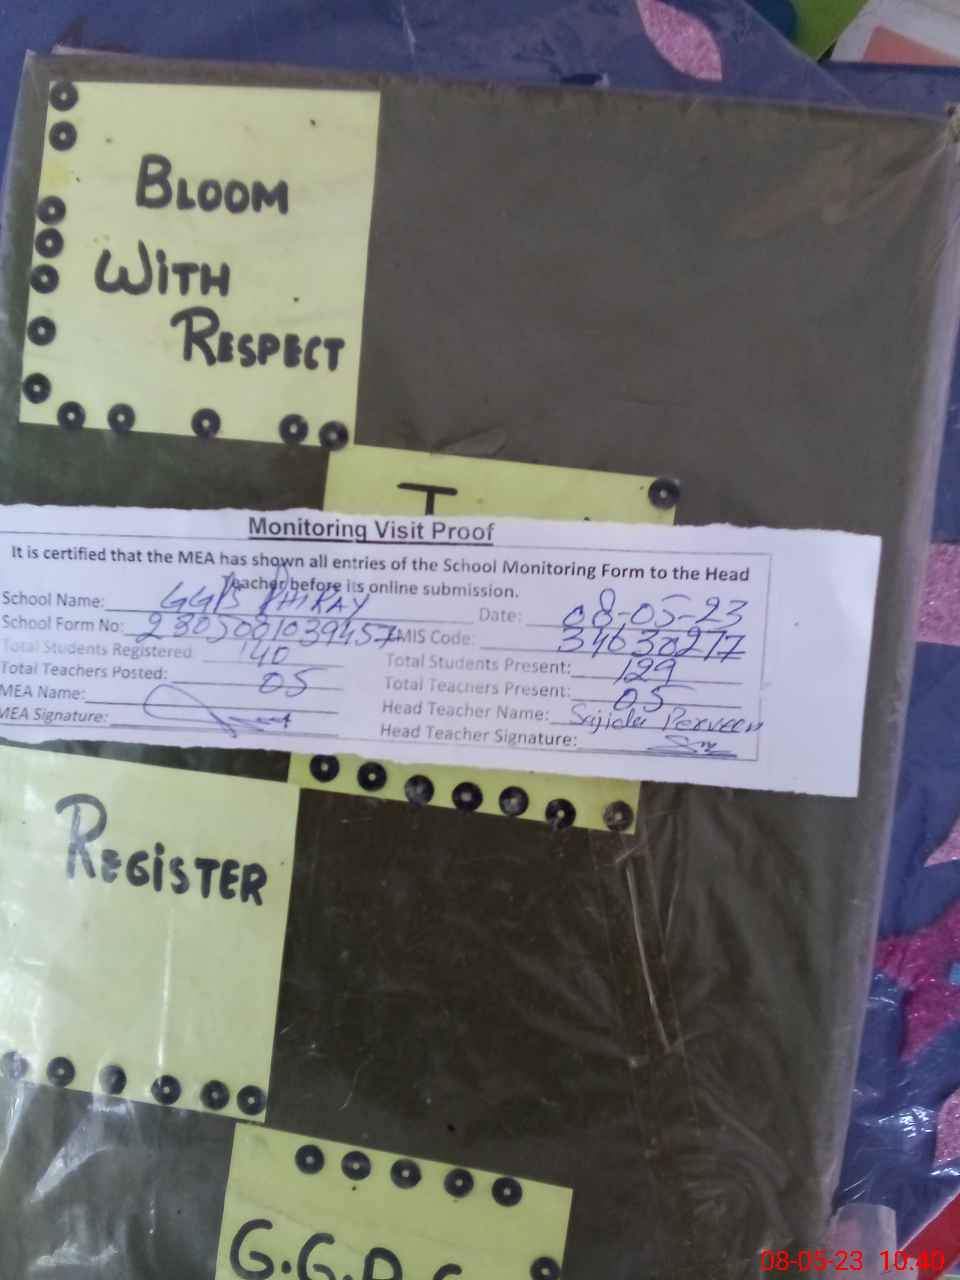 BLOOM
WITH
RESPECT
Monitoring Visit Proof
It is certified that the MEA has shown all entries of the School Monitoring Form to the Head
Teacher before its online submission.
School Name: GGPS Date: 08-05-23
School Form No: EMIS Code: 34630277
Total Students Registered: 140 Total Students Present: 129
Total Teachers Posted: 05 Total Teachers Present: 05
MEA Name: Head Teacher Name: Sajida Perveen
MEA Signature: Head Teacher Signature:
REGISTER
08-05-23 10:40